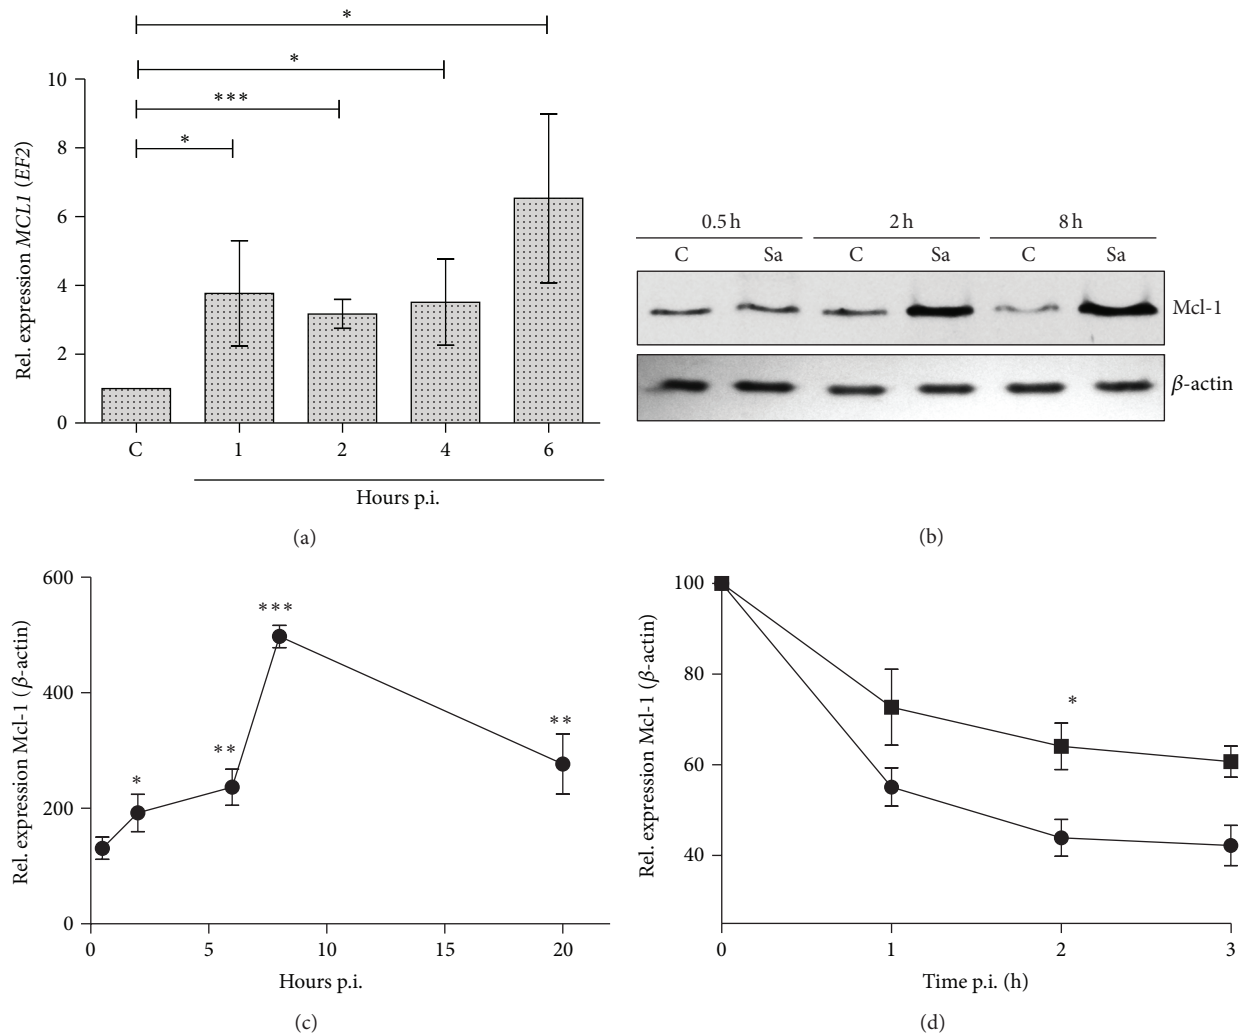 *
*
***
*
10
8
6
4
2
0
Rel. expression MCL1 (EF2)
C 1 2 4 6
Hours p.i.
(a)
0.5 h 2 h 8 h
C Sa C Sa C Sa
Mcl-1
β-actin
(b)
600
400
200
0
Rel. expression Mcl-1 (β-actin)
*
**
***
**
0 5 10 15 20
Hours p.i.
(c)
100
80
60
40
Rel. expression Mcl-1 (β-actin)
*
0 1 2 3
Time p.i. (h)
(d)